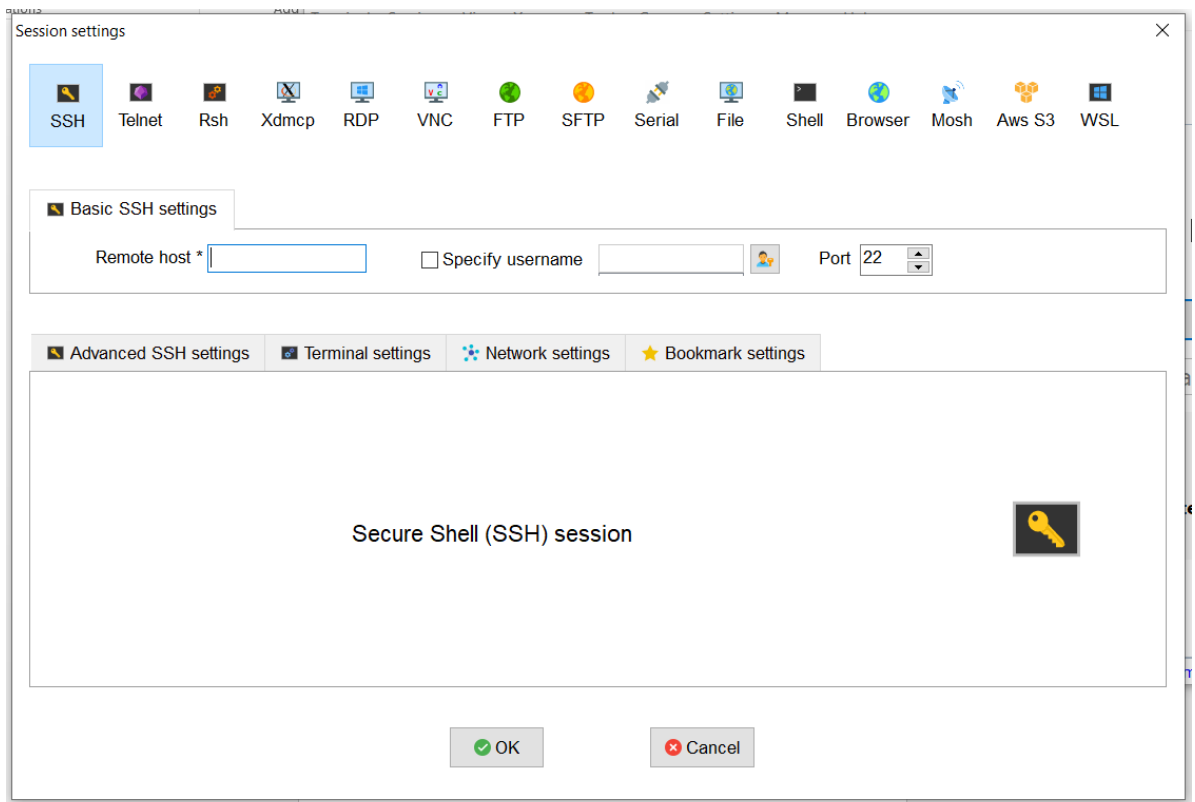 Session settings
SSH Telnet Rsh Xdmcp RDP VNC FTP SFTP Serial File Shell Browser Mosh Aws S3 WSL
Basic SSH settings
Remote host * Specify username Port 22
Advanced SSH settings Terminal settings Network settings Bookmark settings
Secure Shell (SSH) session
OK Cancel